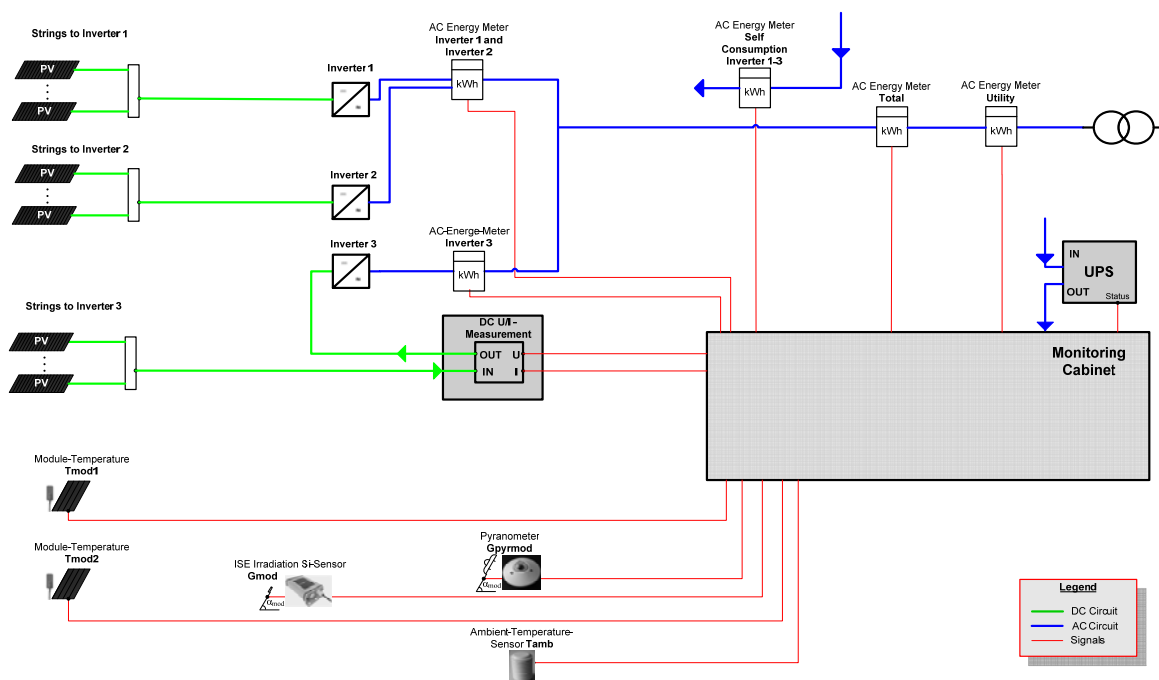 Strings to Inverter 1
PV
PV
Inverter 1
AC Energy Meter
Inverter 1 and
Inverter 2
kWh
AC Energy Meter
Self
Consumption
Inverter 1-3
kWh
AC Energy Meter
Total
kWh
AC Energy Meter
Utility
kWh
Strings to Inverter 2
PV
PV
Inverter 2
Inverter 3
AC-Energe-Meter
Inverter 3
kWh
IN
UPS
OUT
Status
Strings to Inverter 3
PV
PV
DC U/I-
Measurement
OUT U
IN I
Monitoring
Cabinet
Module-Temperature
Tmod1
Module-Temperature
Tmod2
ISE Irradiation Si-Sensor
Gmod
αmod
Pyranometer
Gpyrmod
αmod
Ambient-Temperature-
Sensor Tamb
Legend
DC Circuit
AC Circuit
Signals